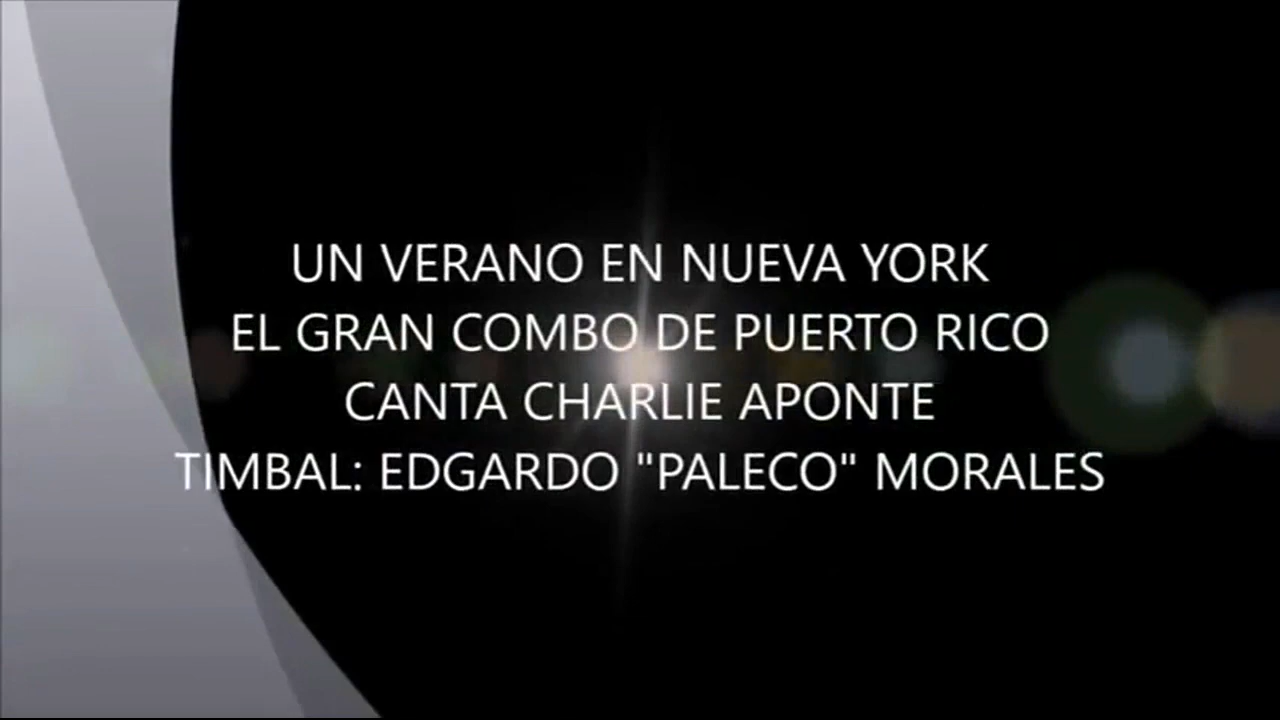 UN VERANO EN NUEVA YORK
EL GRAN COMBO DE PUERTO RICO
CANTA CHARLIE APONTE
TIMBAL: EDGARDO "PALECO" MORALES